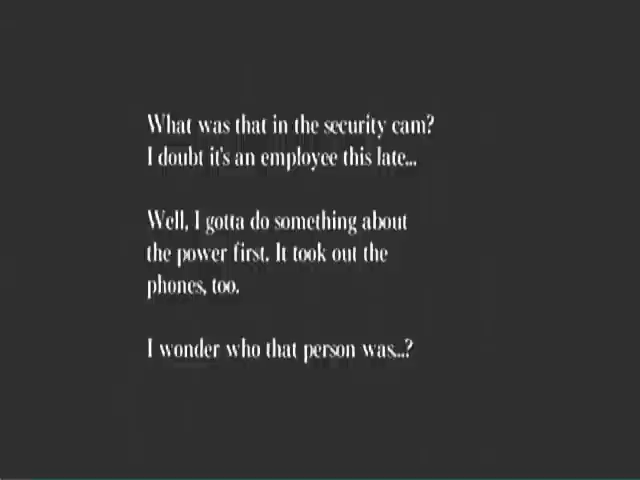 What was that in the security cam?
I doubt it's an employee this late...
Well, I gotta do something about
the power first. It took out the
phones, too.
I wonder who that person was...?